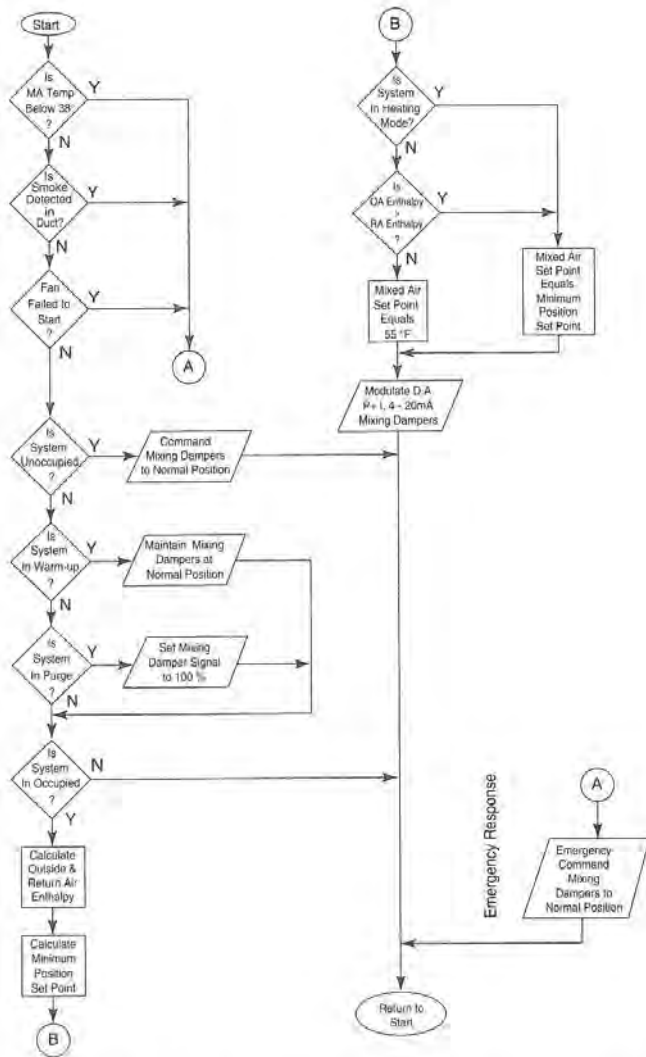 Start
Is
MA Temp
Below 38°
?
Y
N
Is
Smoke
Detected
in
Duct?
Y
N
Fan
Failed to
Start
?
Y
N
A
Is
System
Unoccupied
?
Y
N
Command
Mixing Dampers
to Normal Position
Is
System
In Warm-up
?
Y
N
Maintain Mixing
Dampers at
Normal Position
Is
System
In Purge
?
Y
N
Set Mixing
Damper Signal
to 100 %
Is
System
In Occupied
?
N
Y
Calculate
Outside &
Return Air
Enthalpy
Calculate
Minimum
Position
Set Point
B
B
Is
System
In Heating
Mode?
Y
N
Is
OA Enthalpy
>
RA Enthalpy
?
Y
N
Mixed Air
Set Point
Equals
55 °F
Mixed Air
Set Point
Equals
Minimum
Position
Set Point
Modulate D.A
P+ I, 4 - 20mA
Mixing Dampers
Emergency Response
A
Emergency-
Command
Mixing
Dampers to
Normal Position
Return to
Start